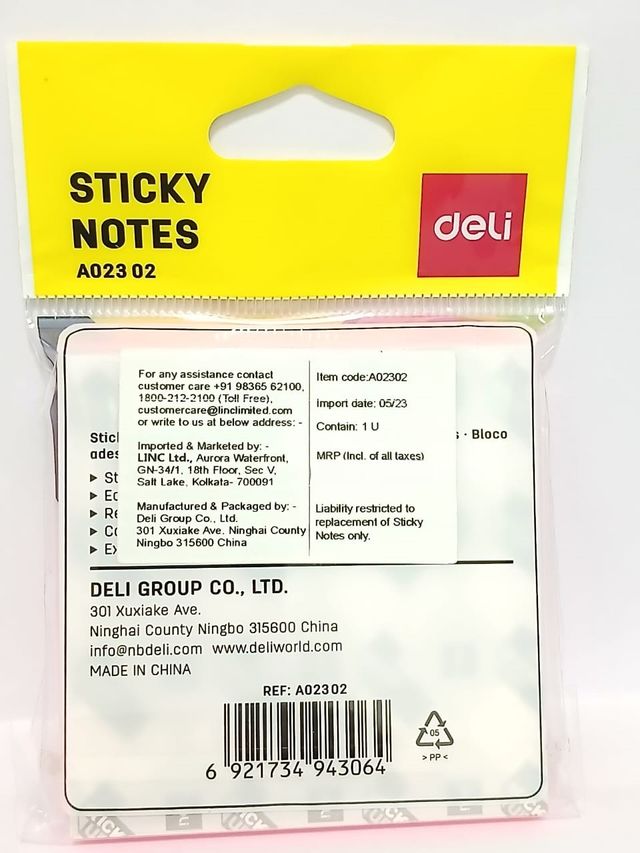 STICKY
NOTES
A023 02
deli
For any assistance contact
customer care +91 98365 62100,
1800-212-2100 (Toll Free),
customercare@linclimited.com
or write to us at below address: -
Imported & Marketed by: -
LINC Ltd., Aurora Waterfront,
GN-34/1, 18th Floor, Sec V,
Salt Lake, Kolkata- 700091
Manufactured & Packaged by: -
Deli Group Co., Ltd.
301 Xuxiake Ave. Ninghai County
Ningbo 315600 China
Item code:A02302
Import date: 05/23
Contain: 1 U
MRP (Incl. of all taxes)
Liability restricted to
replacement of Sticky
Notes only.
Bloco
DELI GROUP CO., LTD.
301 Xuxiake Ave.
Ninghai County Ningbo 315600 China
info@nbdeli.com www.deliworld.com
MADE IN CHINA
REF: A02302
6 921734 943064
05
> PP <